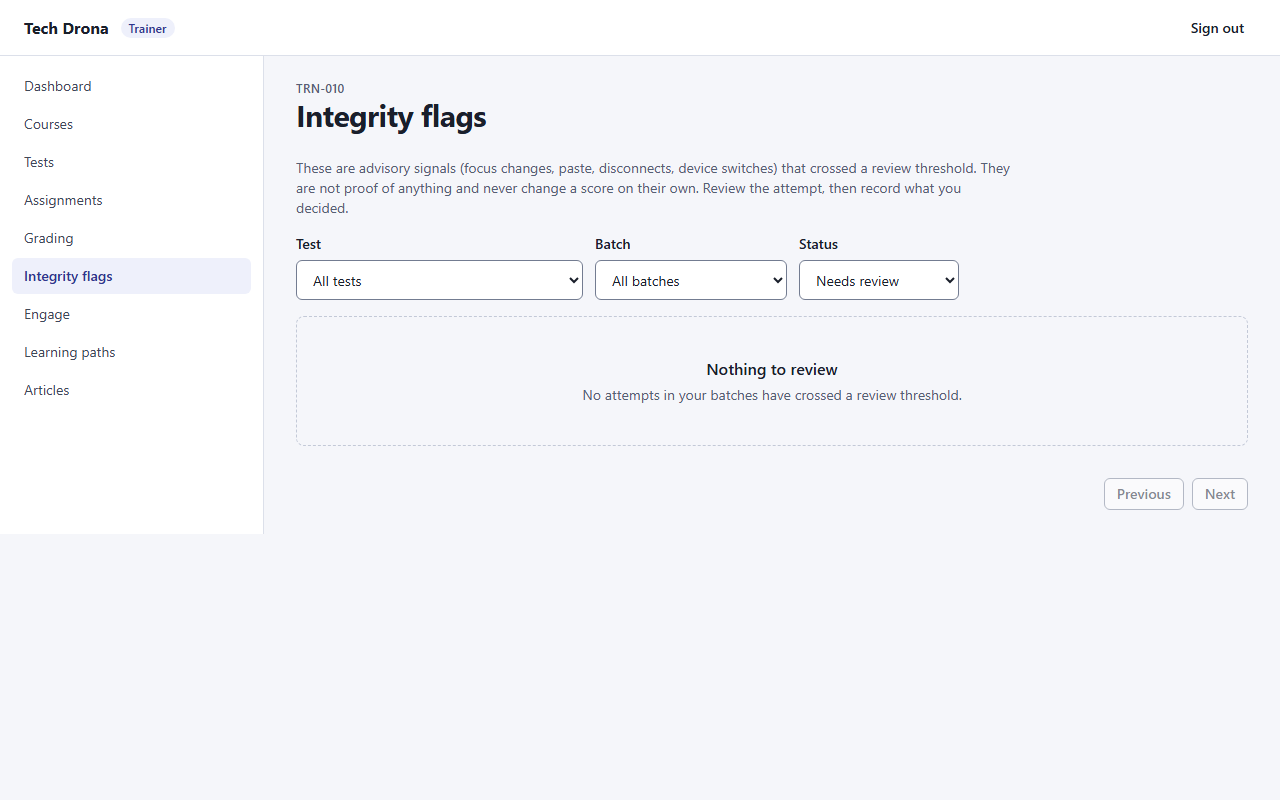 Tech Drona
Trainer
Sign out
Dashboard
Courses
Tests
Assignments
Grading
Integrity flags
Engage
Learning paths
Articles
TRN-010
Integrity flags
These are advisory signals (focus changes, paste, disconnects, device switches) that crossed a review threshold. They
are not proof of anything and never change a score on their own. Review the attempt, then record what you
decided.
Test
Batch
Status
All tests
All batches
Needs review
Nothing to review
No attempts in your batches have crossed a review threshold.
Previous
Next